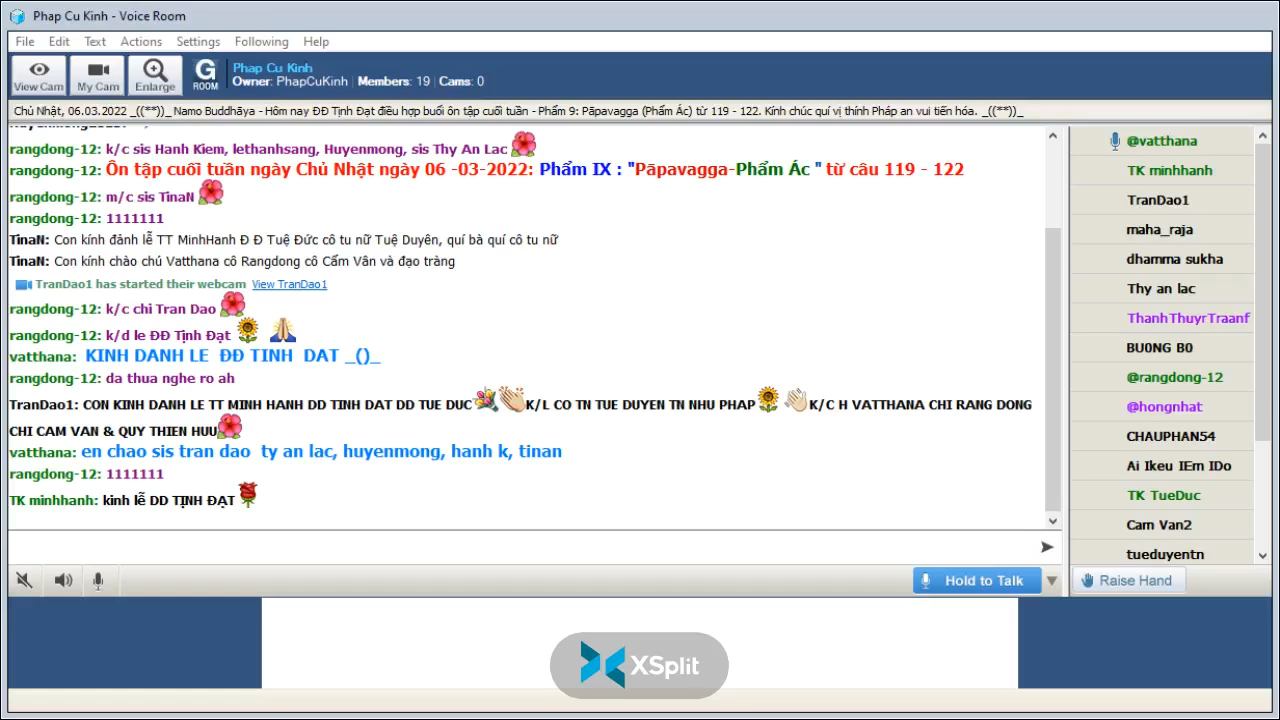 Phap Cu Kinh - Voice Room
File Edit Text Actions Settings Following Help
View Cam My Cam Enlarge G ROOM
Phap Cu Kinh
Owner: PhapCuKinh | Members: 19 | Cams: 0
Chủ Nhật, 06.03.2022 _((**))_ Namo Buddhāya - Hôm nay ĐĐ Tịnh Đạt điều hợp buổi ôn tập cuối tuần - Phẩm 9: Pāpavagga (Phẩm Ác) từ 119 - 122. Kính chúc quí vị thính Pháp an vui tiến hóa. _((**))_
rangdong-12: k/c sis Hanh Kiem, lethanhsang, Huyenmong, sis Thy An Lac
rangdong-12: Ôn tập cuối tuần ngày Chủ Nhật ngày 06 -03-2022: Phẩm IX : "Pāpavagga-Phẩm Ác " từ câu 119 - 122
rangdong-12: m/c sis TinaN
rangdong-12: 1111111
TinaN: Con kính đảnh lễ TT MinhHanh Đ Đ Tuệ Đức cô tu nữ Tuệ Duyên, quí bà quí cô tu nữ
TinaN: Con kính chào chú Vatthana cô Rangdong cô Cẩm Vân và đạo tràng
TranDao1 has started their webcam View TranDao1
rangdong-12: k/c chi Tran Dao
rangdong-12: k/d le ĐĐ Tịnh Đạt
vatthana: KINH DANH LE ĐĐ TINH DAT _()_
rangdong-12: da thua nghe ro ah
TranDao1: CON KINH DANH LE TT MINH HANH DD TINH DAT DD TUE DUC K/L CO TN TUE DUYEN TN NHU PHAP K/C H VATTHANA CHI RANG DONG
CHI CAM VAN & QUY THIEN HUU
vatthana: en chao sis tran dao ty an lac, huyenmong, hanh k, tinan
rangdong-12: 1111111
TK minhhanh: kinh lễ DD TỊNH ĐẠT
@vatthana
TK minhhanh
TranDao1
maha_raja
dhamma sukha
Thy an lac
ThanhThuyrTraanf
BU0NG B0
@rangdong-12
@hongnhat
CHAUPHAN54
Ai Ikeu IEm IDo
TK TueDuc
Cam Van2
tueduyentn
Hold to Talk
Raise Hand
XSplit